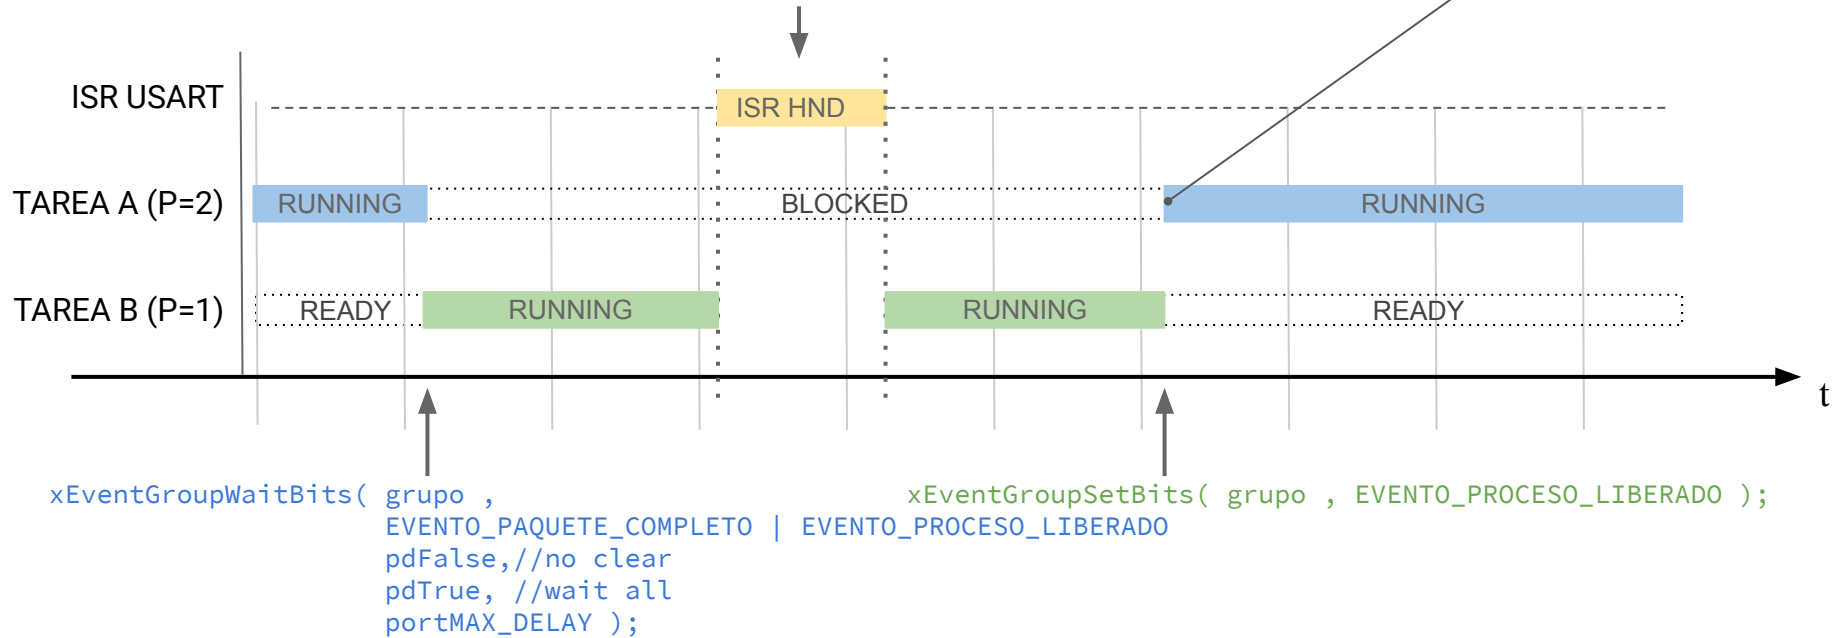 ISR USART
ISR HND
TAREA A (P=2)
RUNNING
BLOCKED
RUNNING
TAREA B (P=1)
READY
RUNNING
RUNNING
READY
t
xEventGroupWaitBits( grupo ,
EVENTO_PAQUETE_COMPLETO | EVENTO_PROCESO_LIBERADO
pdFalse,//no clear
pdTrue, //wait all
portMAX_DELAY );
xEventGroupSetBits( grupo , EVENTO_PROCESO_LIBERADO );